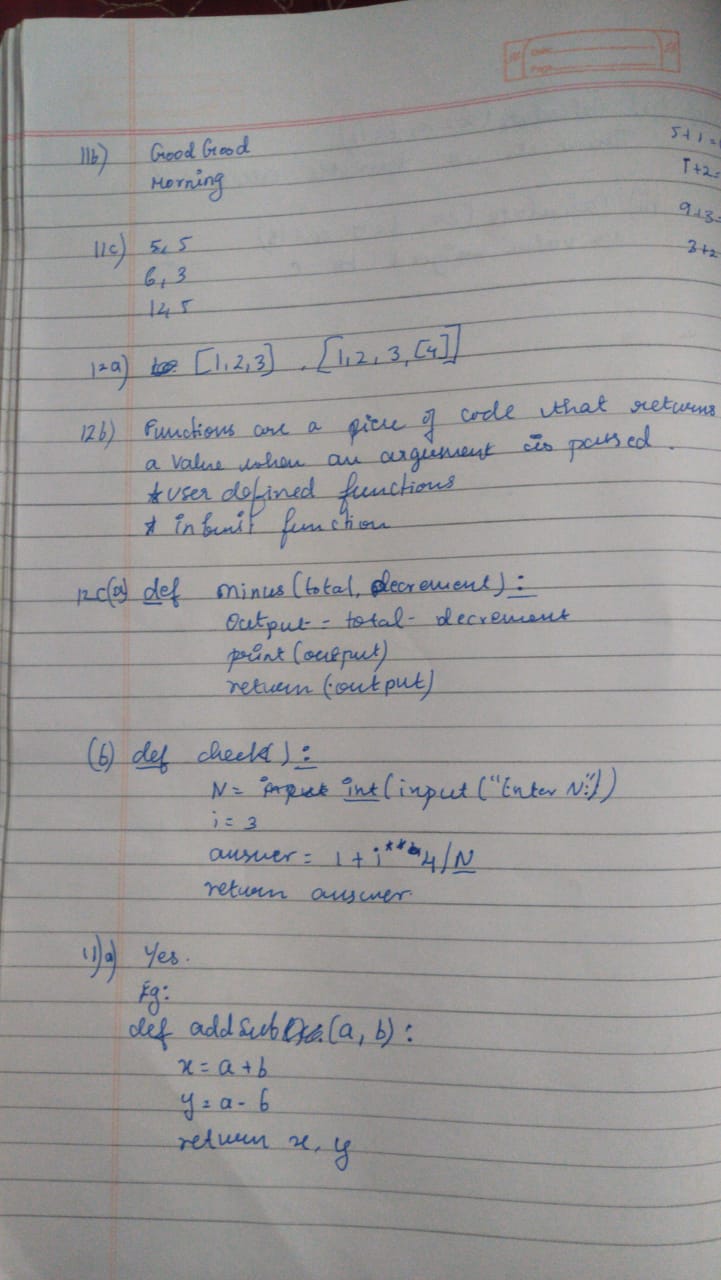 Date:
Page:
5+1=
1+2=
9+3=
3+2
11b) Good Good
Morning
11c) 5, 5
6, 3
14 5
12a) [1,2,3] , [1,2,3,[4]]
12b) Functions are a piece of code that returns
a value when an argument is passed.
* user defined functions
* inbuilt function
12c(a) def minus(total, decrement):
Output = total - decrement
print(output)
return (output)
(b) def check():
N = int(input("Enter N:"))
i = 3
answer = 1 + i**4/N
return answer.
11)a) Yes.
Eg:
def addSub(a, b):
x = a + b
y = a - b
return x, y